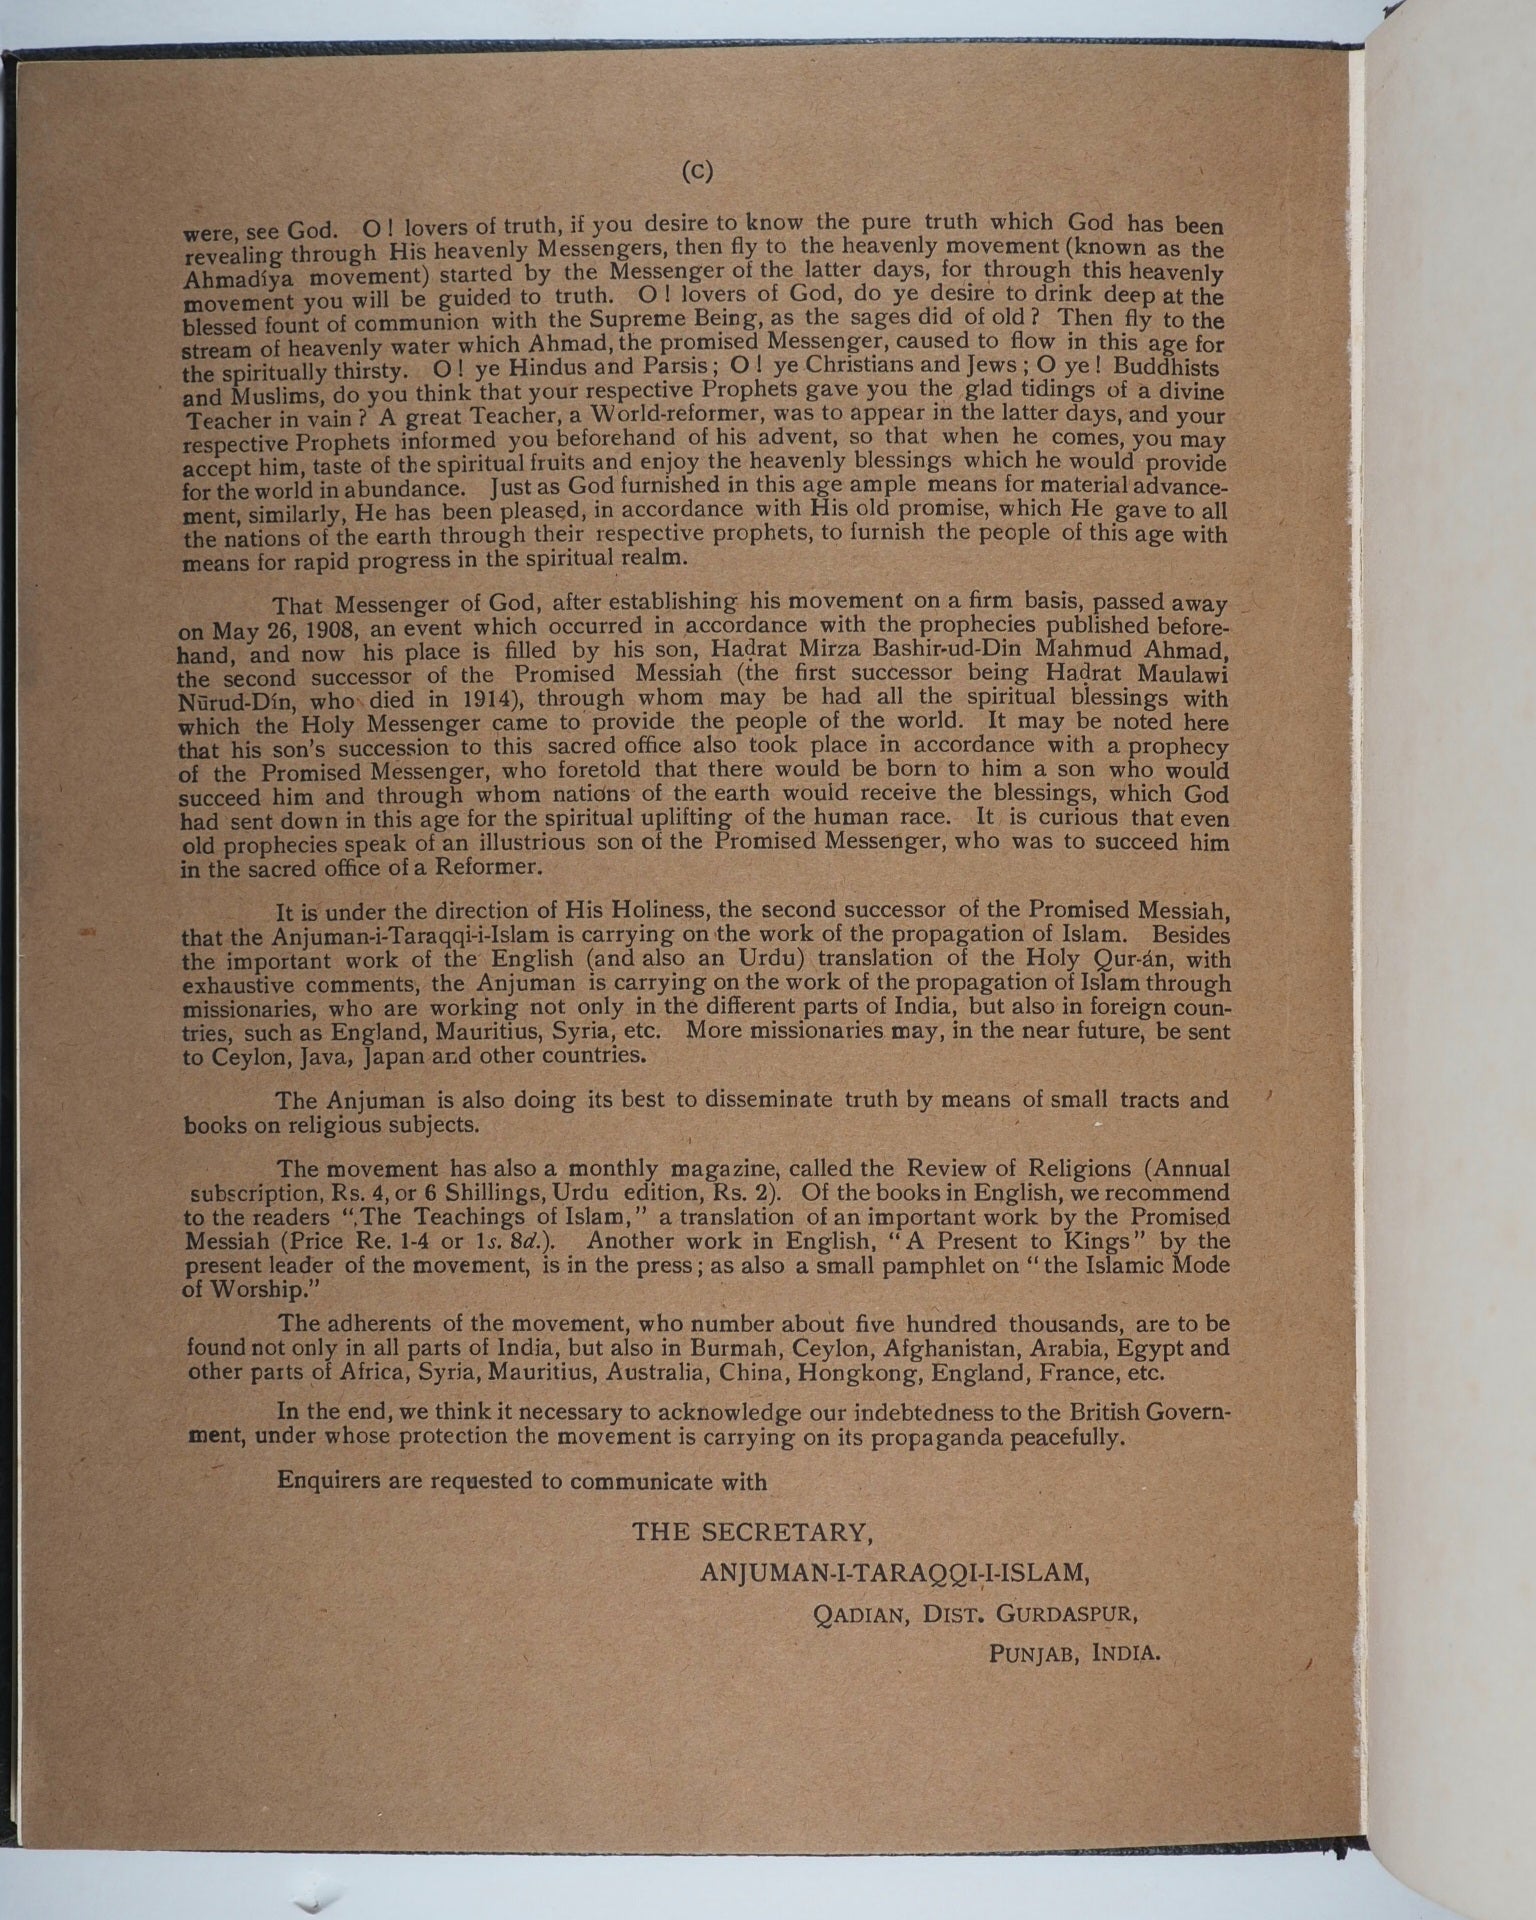 (C)
were, see God. O ! lovers of truth, if you desire to know the pure truth which God has been
revealing through His heavenly Messengers, then fly to the heavenly movement (known as the
Ahmadíya movement) started by the Messenger of the latter days, for through this heavenly
movement you will be guided to truth. O ! lovers of God, do ye desire to drink deep at the
blessed fount of communion with the Supreme Being, as the sages did of old ? Then fly to the
stream of heavenly water which Ahmad, the promised Messenger, caused to flow in this age for
the spiritually thirsty. O ! ye Hindus and Parsis ; O ! ye Christians and Jews ; O ye ! Buddhists
and Muslims, do you think that your respective Prophets gave you the glad tidings of a divine
Teacher in vain ? A great Teacher, a World-reformer, was to appear in the latter days, and your
respective Prophets informed you beforehand of his advent, so that when he comes, you may
accept him, taste of the spiritual fruits and enjoy the heavenly blessings which he would provide
for the world in abundance. Just as God furnished in this age ample means for material advance-
ment, similarly, He has been pleased, in accordance with His old promise, which He gave to all
the nations of the earth through their respective prophets, to furnish the people of this age with
means for rapid progress in the spiritual realm.
That Messenger of God, after establishing his movement on a firm basis, passed away
on May 26, 1908, an event which occurred in accordance with the prophecies published before-
hand, and now his place is filled by his son, Haḍrat Mirza Bashir-ud-Din Mahmud Ahmad,
the second successor of the Promised Messiah (the first successor being Haḍrat Maulawi
Nūrud-Dín, who died in 1914), through whom may be had all the spiritual blessings with
which the Holy Messenger came to provide the people of the world. It may be noted here
that his son's succession to this sacred office also took place in accordance with a prophecy
of the Promised Messenger, who foretold that there would be born to him a son who would
succeed him and through whom nations of the earth would receive the blessings, which God
had sent down in this age for the spiritual uplifting of the human race. It is curious that even
old prophecies speak of an illustrious son of the Promised Messenger, who was to succeed him
in the sacred office of a Reformer.
It is under the direction of His Holiness, the second successor of the Promised Messiah,
that the Anjuman-i-Taraqqi-i-Islam is carrying on the work of the propagation of Islam. Besides
the important work of the English (and also an Urdu) translation of the Holy Qur-án, with
exhaustive comments, the Anjuman is carrying on the work of the propagation of Islam through
missionaries, who are working not only in the different parts of India, but also in foreign coun-
tries, such as England, Mauritius, Syria, etc. More missionaries may, in the near future, be sent
to Ceylon, Java, Japan and other countries.
The Anjuman is also doing its best to disseminate truth by means of small tracts and
books on religious subjects.
The movement has also a monthly magazine, called the Review of Religions (Annual
subscription, Rs. 4, or 6 Shillings, Urdu edition, Rs. 2). Of the books in English, we recommend
to the readers “ The Teachings of Islam,” a translation of an important work by the Promised
Messiah (Price Re. 1-4 or 1s. 8d.). Another work in English, “ A Present to Kings ” by the
present leader of the movement, is in the press ; as also a small pamphlet on “ the Islamic Mode
of Worship.”
The adherents of the movement, who number about five hundred thousands, are to be
found not only in all parts of India, but also in Burmah, Ceylon, Afghanistan, Arabia, Egypt and
other parts of Africa, Syria, Mauritius, Australia, China, Hongkong, England, France, etc.
In the end, we think it necessary to acknowledge our indebtedness to the British Govern-
ment, under whose protection the movement is carrying on its propaganda peacefully.
Enquirers are requested to communicate with
THE SECRETARY,
ANJUMAN-I-TARAQQI-I-ISLAM,
QADIAN, DIST. GURDASPUR,
PUNJAB, INDIA.